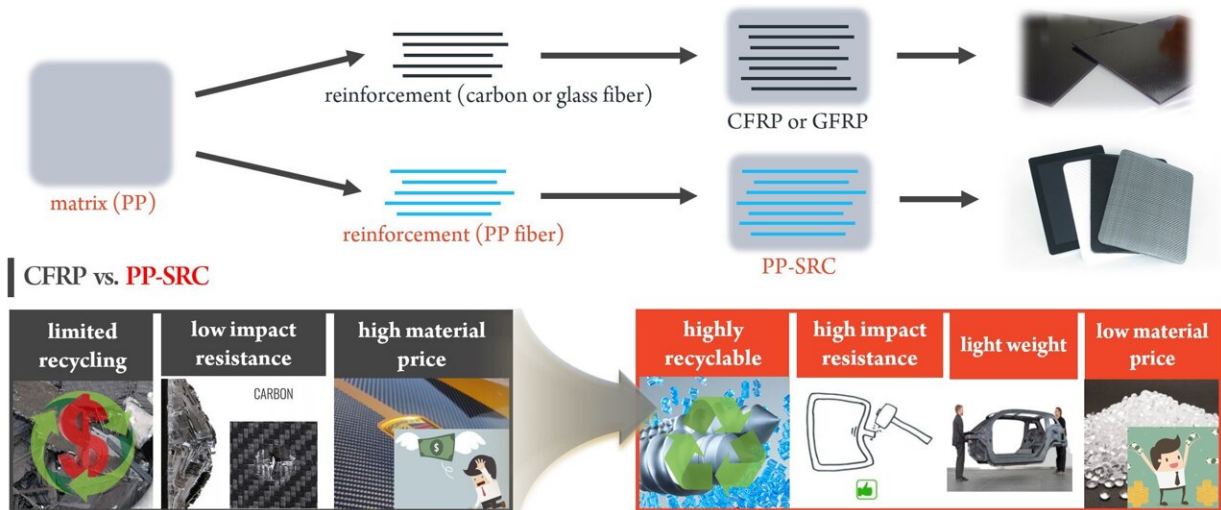 reinforcement (carbon or glass fiber)
CFRP or GFRP
matrix (PP)
reinforcement (PP fiber)
PP-SRC
CFRP vs. PP-SRC
limited
recycling
low impact
resistance
high material
price
highly
recyclable
high impact
resistance
light weight
low material
price
$
CARBON
$